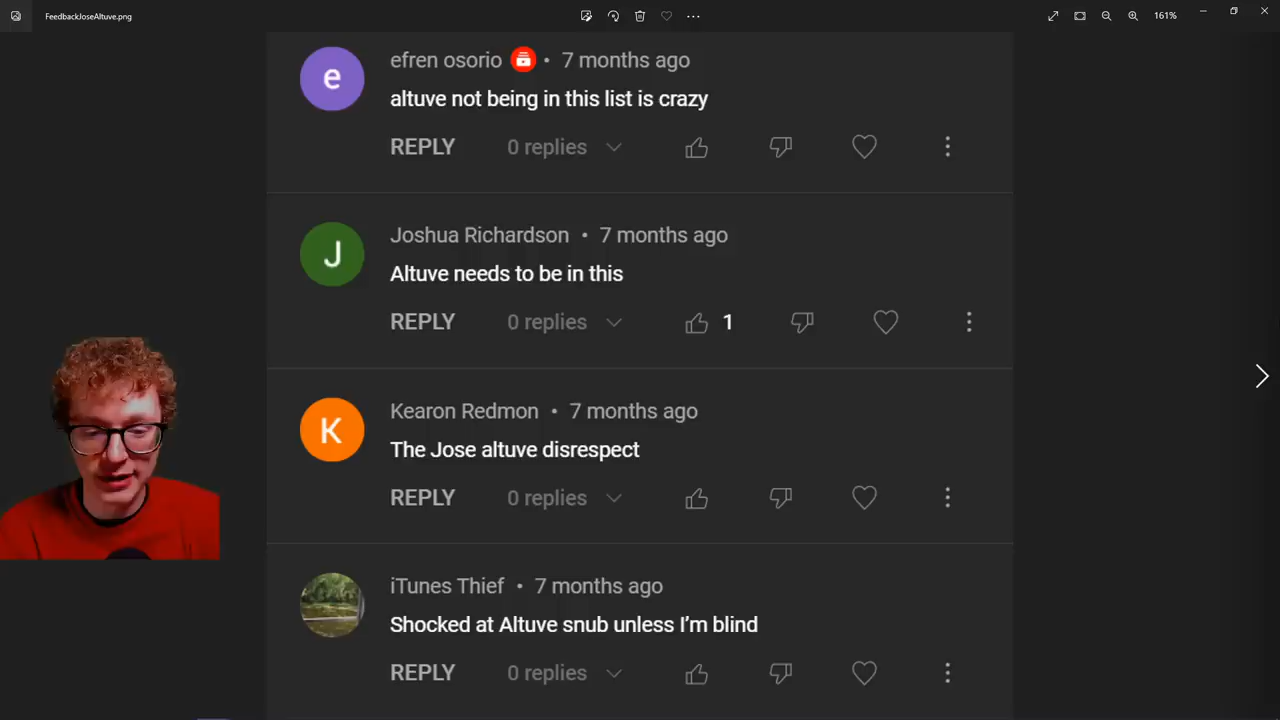 FeedbackJoseAltuve.png
161%
e
efren osorio • 7 months ago
altuve not being in this list is crazy
REPLY 0 replies
J
Joshua Richardson • 7 months ago
Altuve needs to be in this
REPLY 0 replies 1
K
Kearon Redmon • 7 months ago
The Jose altuve disrespect
REPLY 0 replies
iTunes Thief • 7 months ago
Shocked at Altuve snub unless I’m blind
REPLY 0 replies